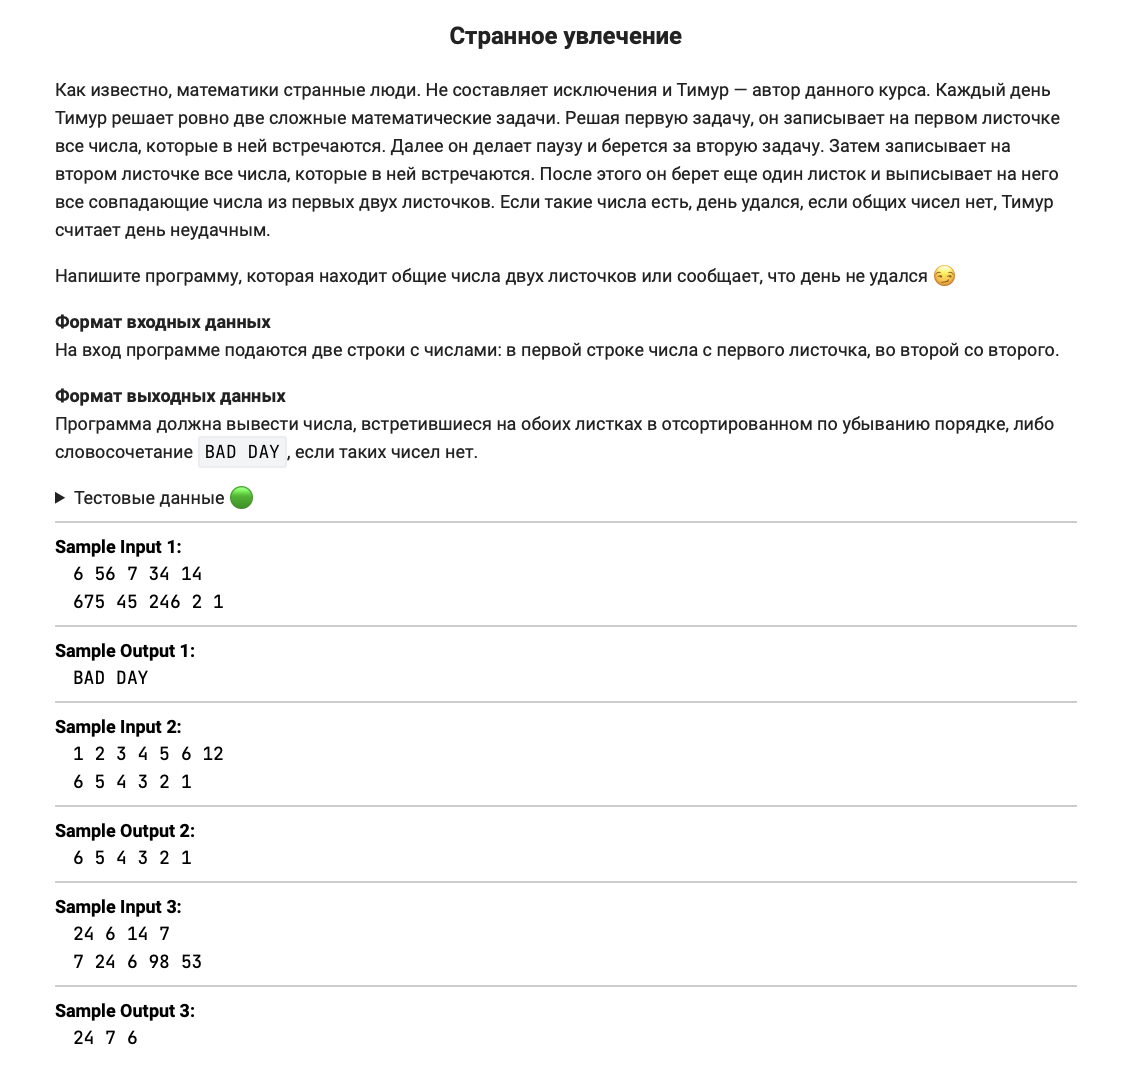 Странное увлечение
Как известно, математики странные люди. Не составляет исключения и Тимур — автор данного курса. Каждый день
Тимур решает ровно две сложные математические задачи. Решая первую задачу, он записывает на первом листочке
все числа, которые в ней встречаются. Далее он делает паузу и берется за вторую задачу. Затем записывает на
втором листочке все числа, которые в ней встречаются. После этого он берет еще один листок и выписывает на него
все совпадающие числа из первых двух листочков. Если такие числа есть, день удался, если общих чисел нет, Тимур
считает день неудачным.
Напишите программу, которая находит общие числа двух листочков или сообщает, что день не удался 😏
Формат входных данных
На вход программе подаются две строки с числами: в первой строке числа с первого листочка, во второй со второго.
Формат выходных данных
Программа должна вывести числа, встретившиеся на обоих листках в отсортированном по убыванию порядке, либо
словосочетание BAD DAY, если таких чисел нет.
Тестовые данные
Sample Input 1:
6 56 7 34 14
675 45 246 2 1
Sample Output 1:
BAD DAY
Sample Input 2:
1 2 3 4 5 6 12
6 5 4 3 2 1
Sample Output 2:
6 5 4 3 2 1
Sample Input 3:
24 6 14 7
7 24 6 98 53
Sample Output 3:
24 7 6